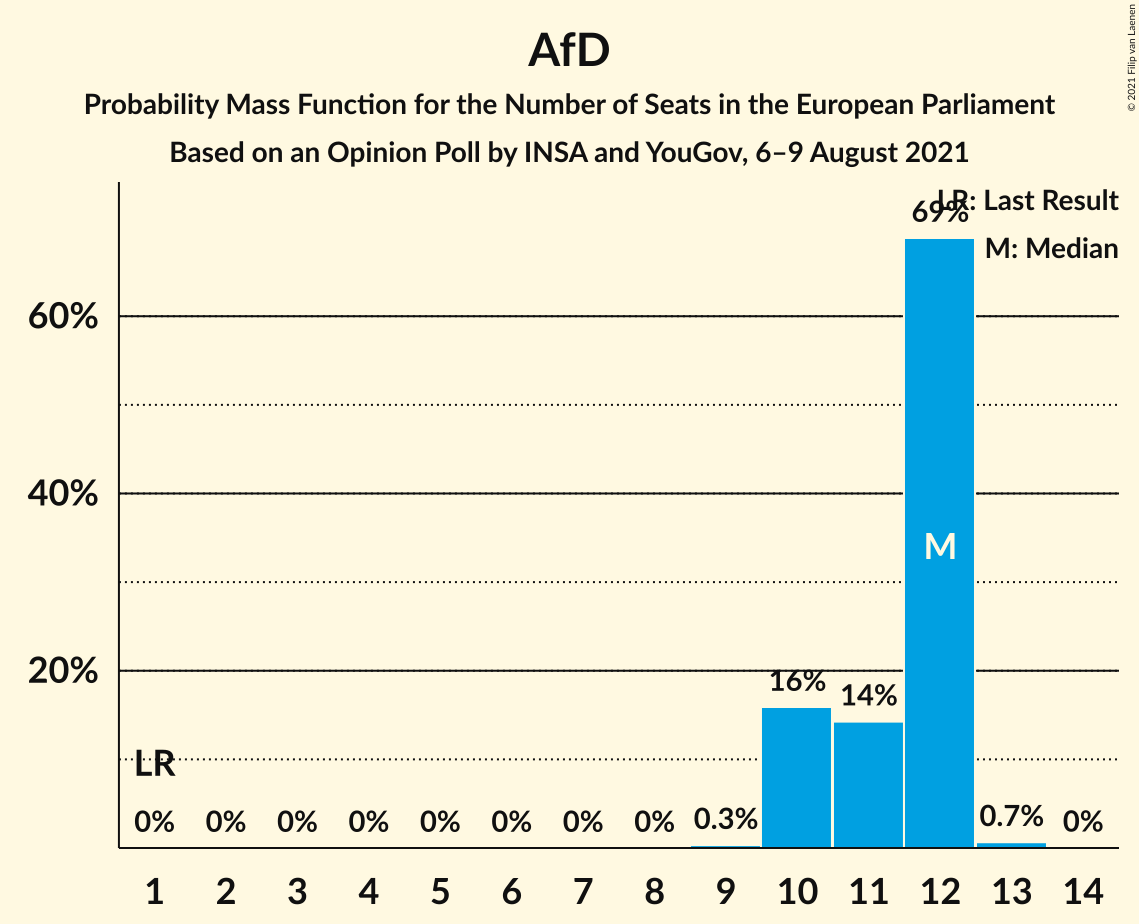 AfD
Probability Mass Function for the Number of Seats in the European Parliament
Based on an Opinion Poll by INSA and YouGov, 6–9 August 2021
© 2021 Filip van Laenen
LR: Last Result
M: Median
69%
60%
40%
M
20%
16%
14%
LR
0% 0% 0% 0% 0% 0% 0% 0% 0.3% 0.7% 0%
1 2 3 4 5 6 7 8 9 10 11 12 13 14